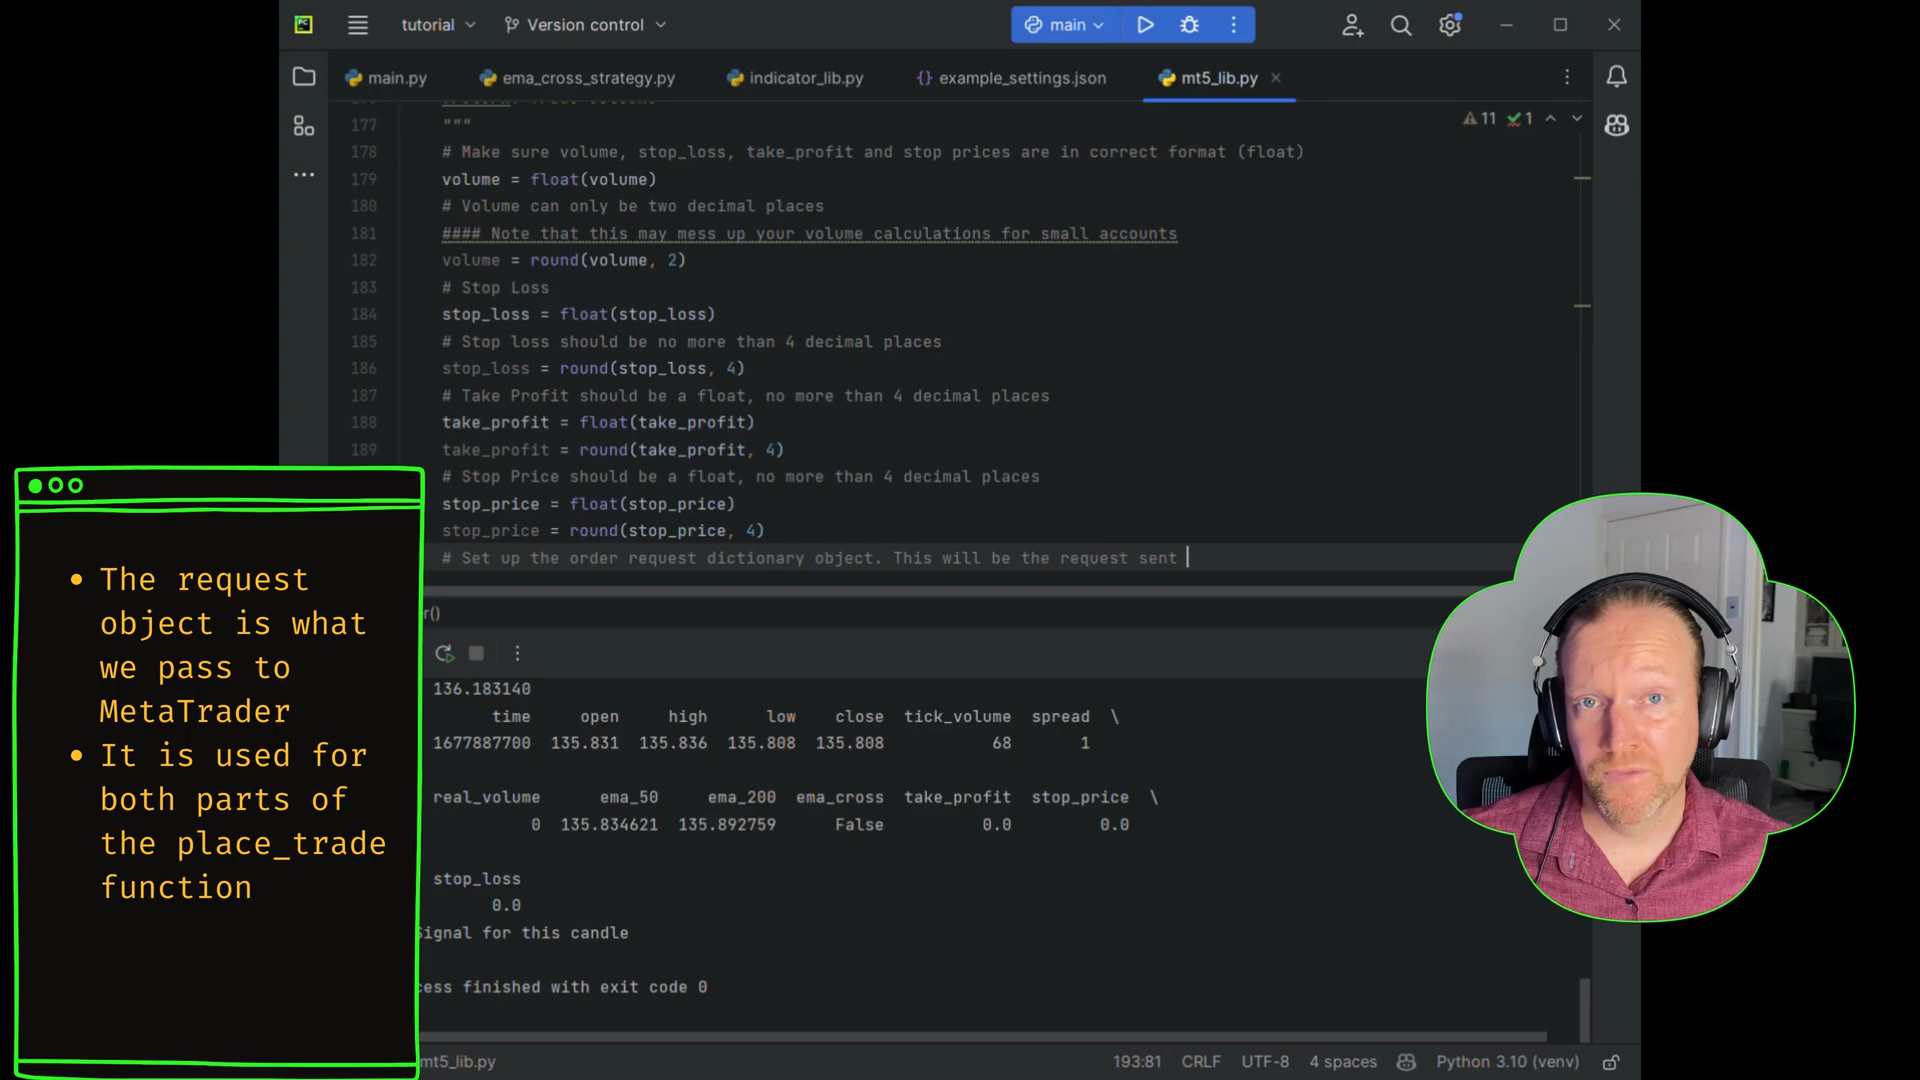 PC
tutorial
Version control
main
main.py
ema_cross_strategy.py
indicator_lib.py
{} example_settings.json
mt5_lib.py
11
1
177 """
178 # Make sure volume, stop_loss, take_profit and stop prices are in correct format (float)
179 volume = float(volume)
180 # Volume can only be two decimal places
181 #### Note that this may mess up your volume calculations for small accounts
182 volume = round(volume, 2)
183 # Stop Loss
184 stop_loss = float(stop_loss)
185 # Stop loss should be no more than 4 decimal places
186 stop_loss = round(stop_loss, 4)
187 # Take Profit should be a float, no more than 4 decimal places
188 take_profit = float(take_profit)
189 take_profit = round(take_profit, 4)
# Stop Price should be a float, no more than 4 decimal places
stop_price = float(stop_price)
stop_price = round(stop_price, 4)
# Set up the order request dictionary object. This will be the request sent
• The request
object is what
we pass to
MetaTrader
• It is used for
both parts of
the place_trade
function
r()
136.183140
time open high low close tick_volume spread \
1677887700 135.831 135.836 135.808 135.808 68 1
real_volume ema_50 ema_200 ema_cross take_profit stop_price \
0 135.834621 135.892759 False 0.0 0.0
stop_loss
0.0
signal for this candle
cess finished with exit code 0
mt5_lib.py
193:81 CRLF UTF-8 4 spaces Python 3.10 (venv)